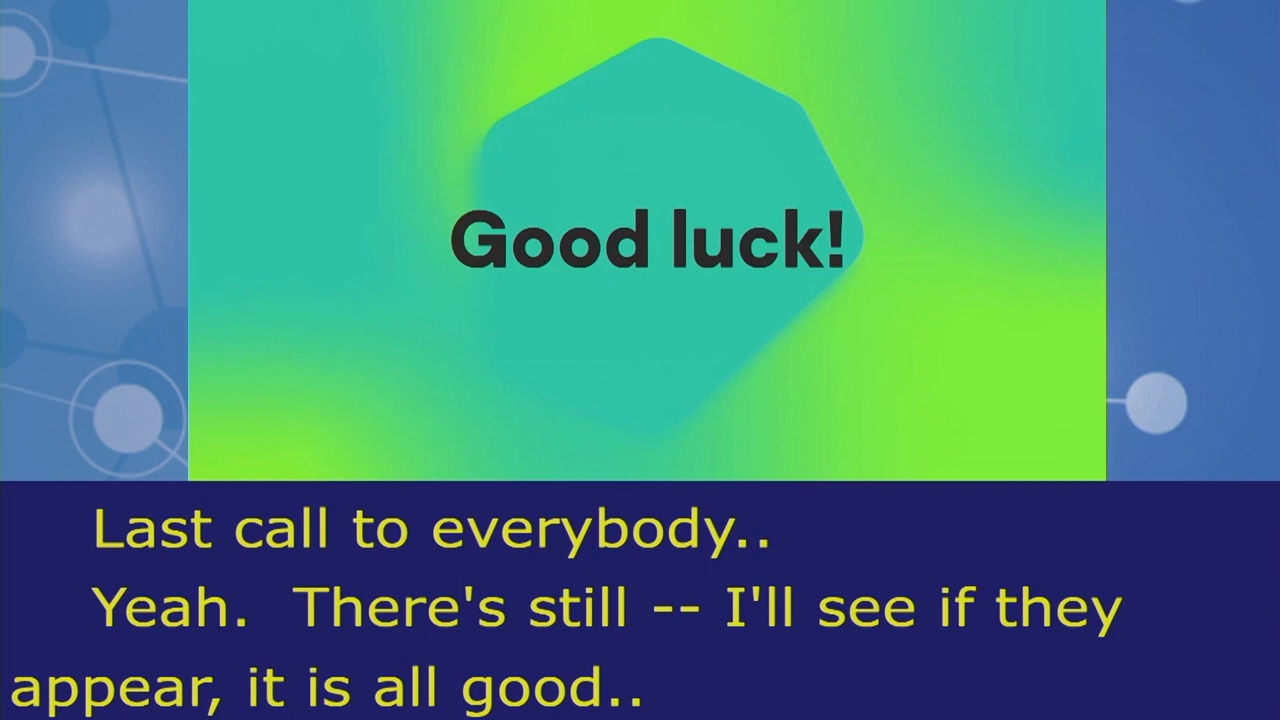 Good luck!
Last call to everybody..
Yeah.  There's still -- I'll see if they
appear, it is all good..